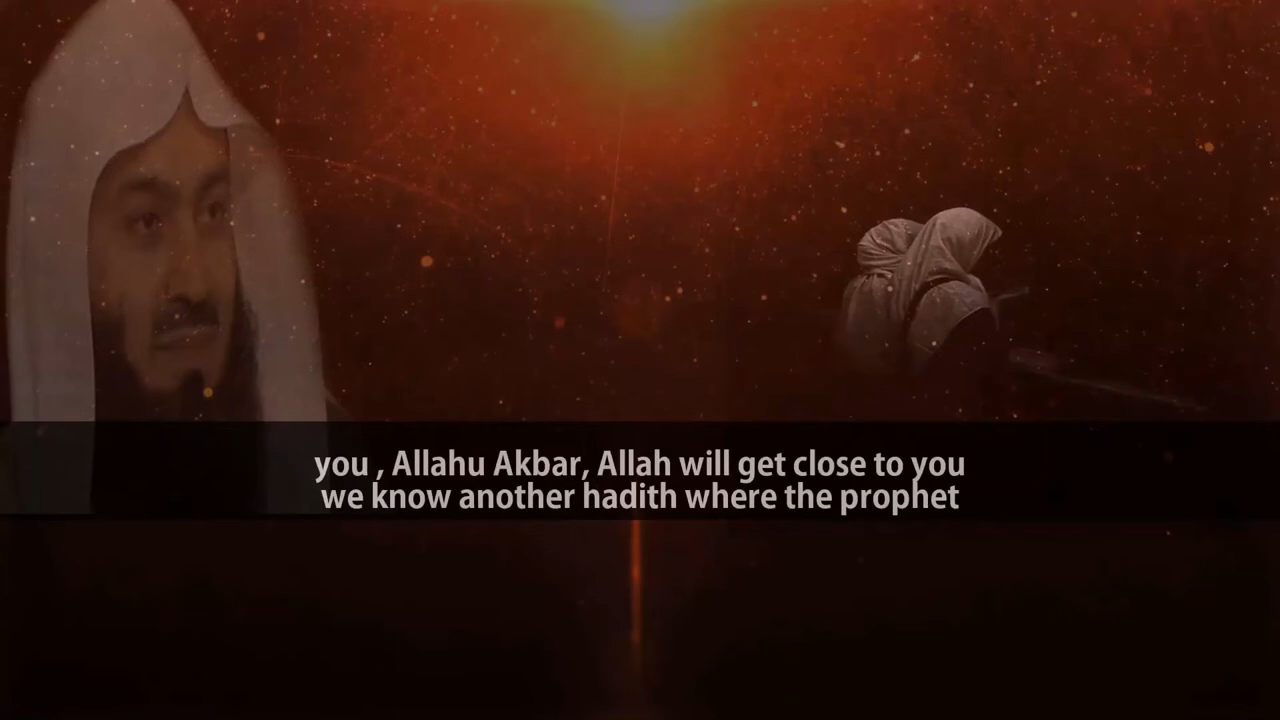 you , Allahu Akbar, Allah will get close to you
we know another hadith where the prophet